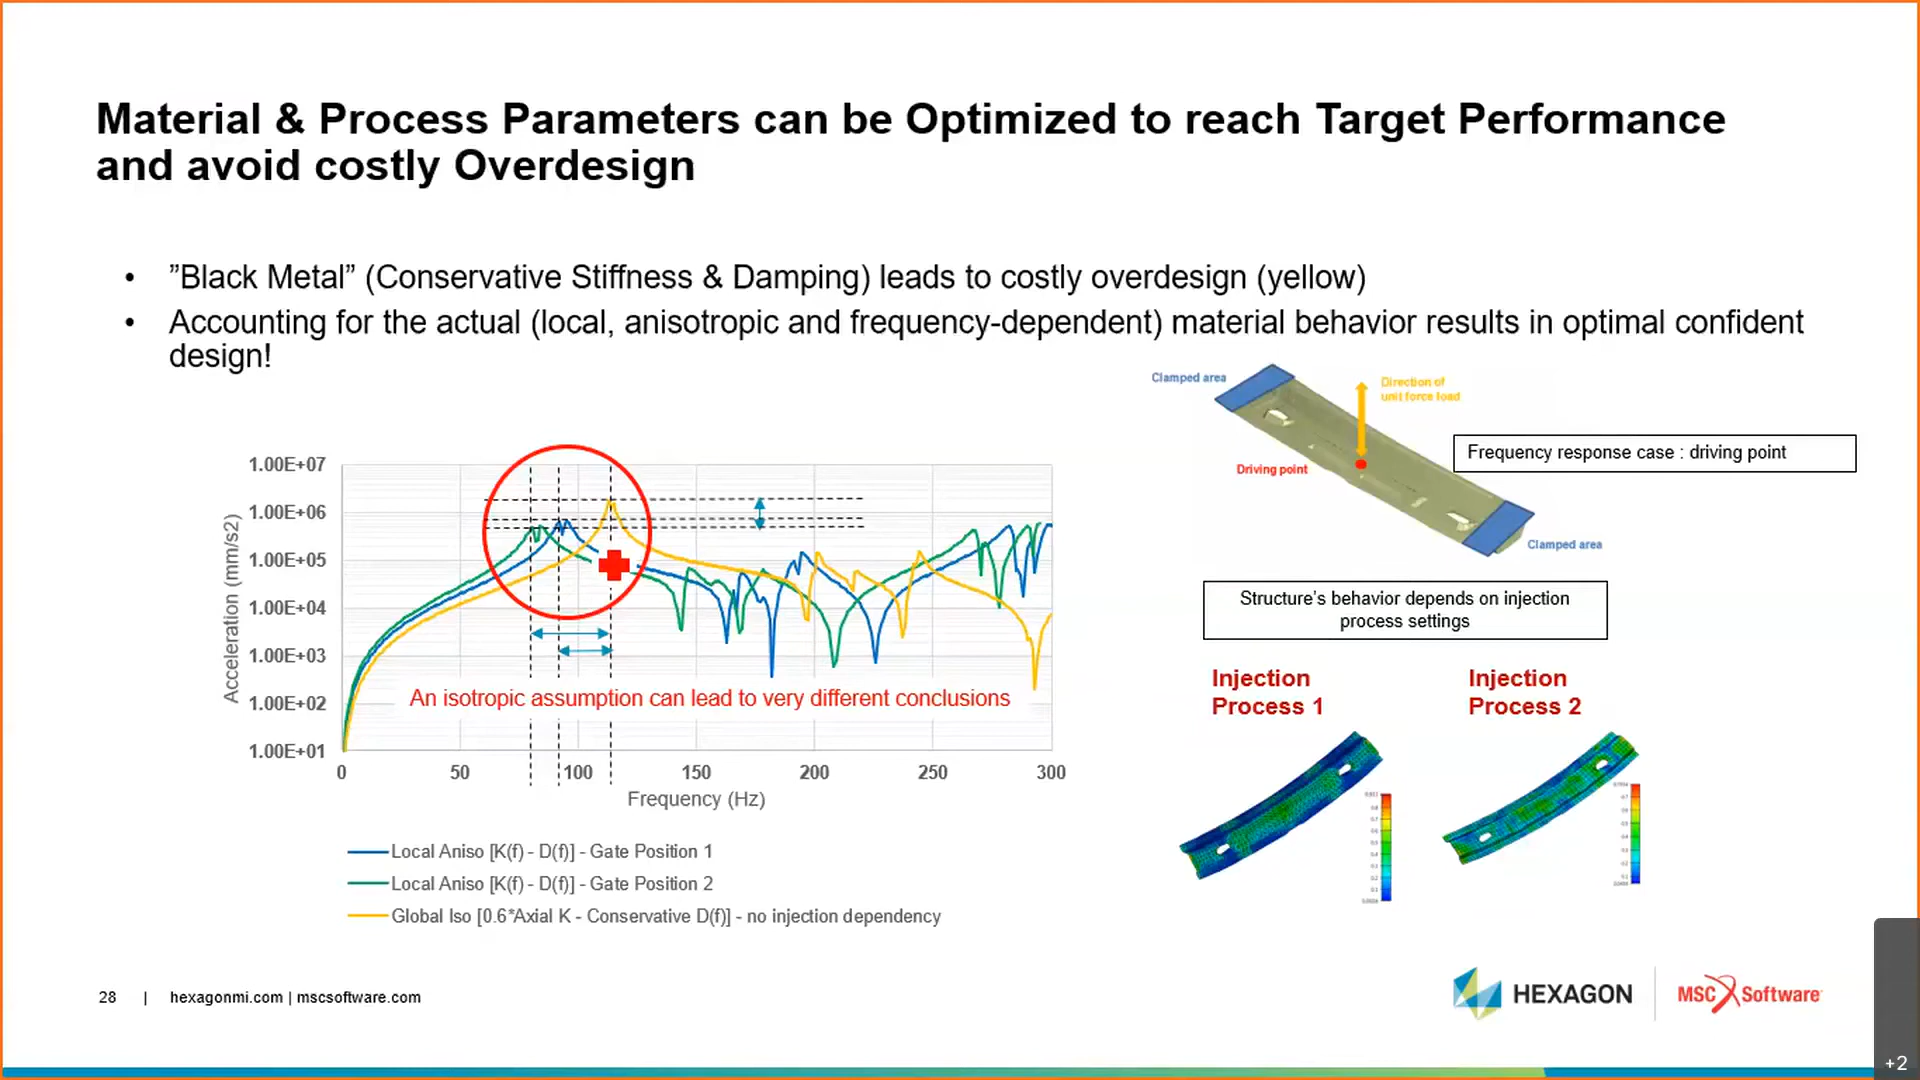 Material & Process Parameters can be Optimized to reach Target Performance
and avoid costly Overdesign
• ”Black Metal” (Conservative Stiffness & Damping) leads to costly overdesign (yellow)
• Accounting for the actual (local, anisotropic and frequency-dependent) material behavior results in optimal confident
design!
Clamped area
Direction of
unit force load
Driving point
Frequency response case : driving point
Clamped area
1.00E+07
1.00E+06
1.00E+05
1.00E+04
1.00E+03
1.00E+02
1.00E+01
Acceleration (mm/s2)
An isotropic assumption can lead to very different conclusions
0 50 100 150 200 250 300
Frequency (Hz)
Local Aniso [K(f) - D(f)] - Gate Position 1
Local Aniso [K(f) - D(f)] - Gate Position 2
Global Iso [0.6*Axial K - Conservative D(f)] - no injection dependency
Structure’s behavior depends on injection
process settings
Injection
Process 1
Injection
Process 2
28 | hexagonmi.com | mscsoftware.com
HEXAGON
MSC Software
+2